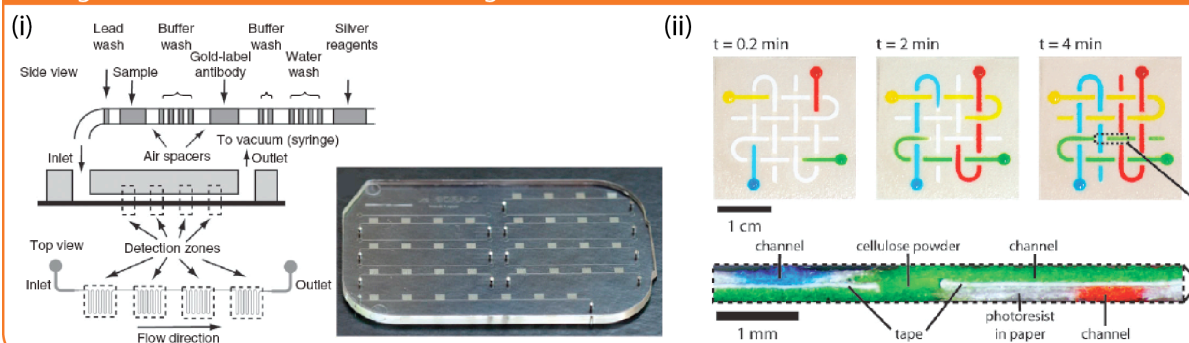 (i)
Lead wash
Buffer wash
Buffer wash
Silver reagents
Gold-label antibody
Water wash
Side view
Sample
To vacuum (syringe)
Inlet
Air spacers
Outlet
Top view
Detection zones
Inlet
Outlet
Flow direction
(ii)
t = 0.2 min
t = 2 min
t = 4 min
1 cm
channel
cellulose powder
channel
1 mm
tape
photoresist in paper
channel